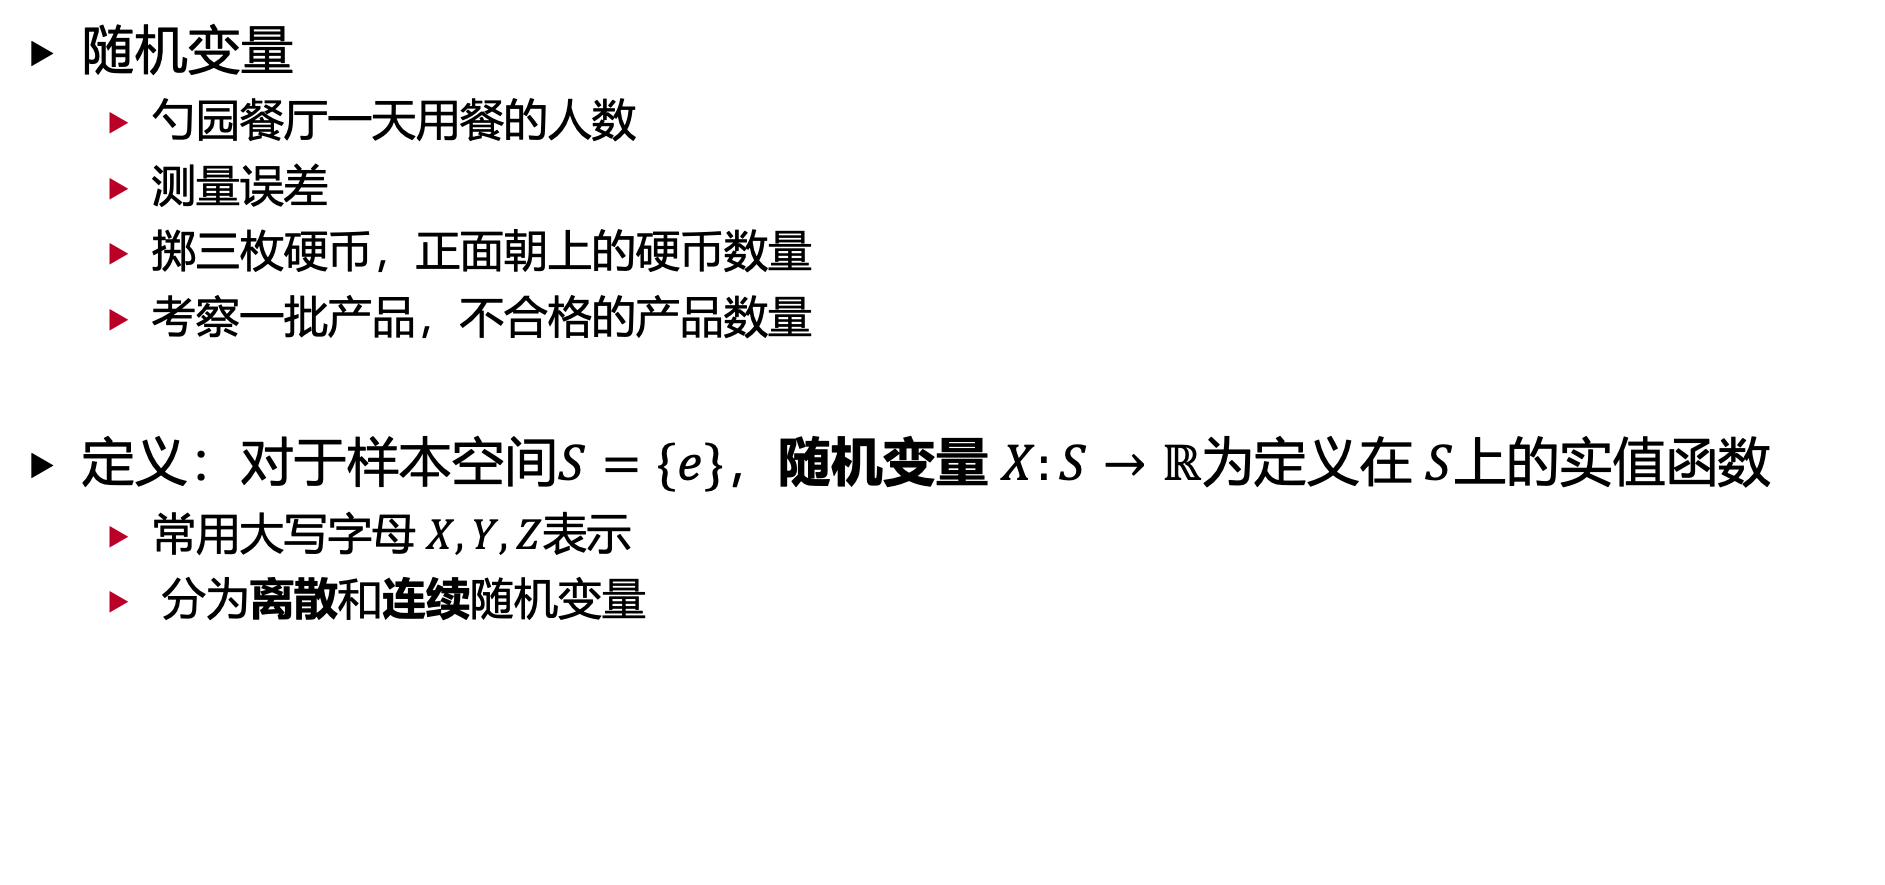 ▶ 随机变量
▶ 勺园餐厅一天用餐的人数
▶ 测量误差
▶ 掷三枚硬币，正面朝上的硬币数量
▶ 考察一批产品，不合格的产品数量
▶ 定义：对于样本空间S = {e}，随机变量 X: S → ℝ为定义在 S上的实值函数
▶ 常用大写字母 X, Y, Z表示
▶ 分为离散和连续随机变量